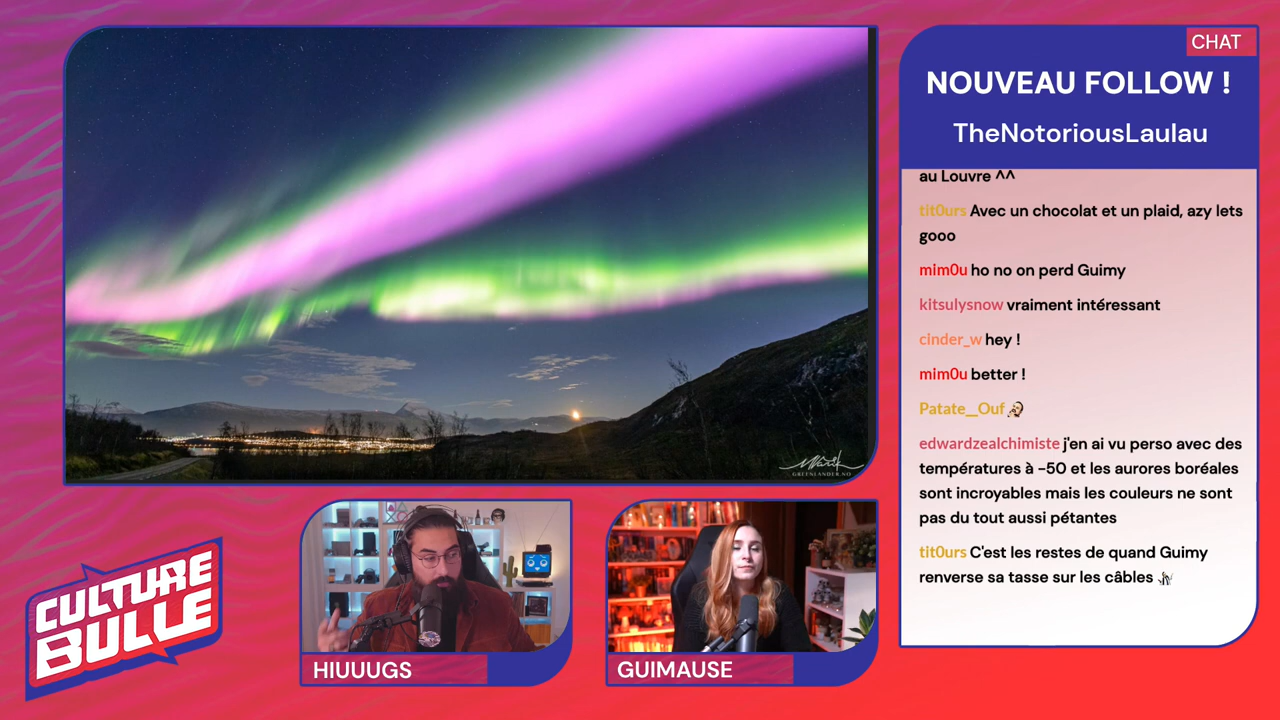 CHAT
NOUVEAU FOLLOW !
TheNotoriousLaulau
au Louvre ^^
tit0urs Avec un chocolat et un plaid, azy lets
gooo
mim0u ho no on perd Guimy
kitsulysnow vraiment intéressant
cinder_w hey !
mim0u better !
Patate__Ouf
edwardzealchimiste j'en ai vu perso avec des
températures à -50 et les aurores boréales
sont incroyables mais les couleurs ne sont
pas du tout aussi pétantes
tit0urs C'est les restes de quand Guimy
renverse sa tasse sur les câbles
GREENLANDER.NO
CULTURE
BULLE
HIUUUGS
GUIMAUSE